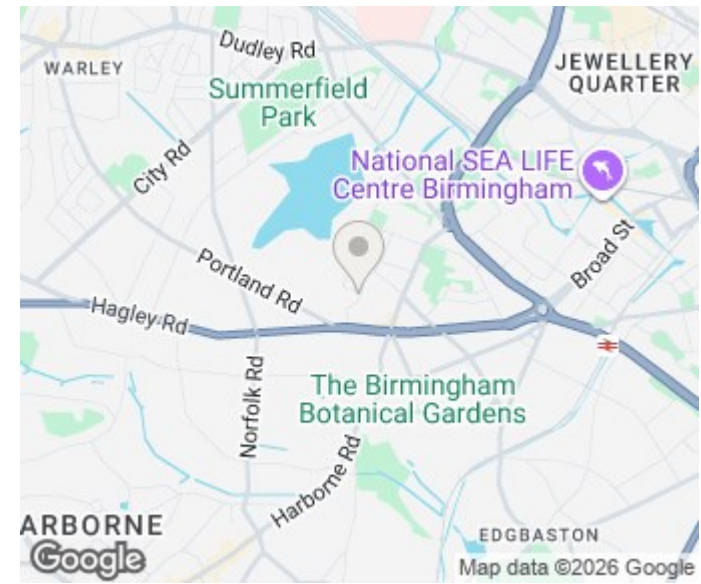 Dudley Rd
WARLEY
JEWELLERY
QUARTER
Summerfield
Park
City Rd
National SEA LIFE
Centre Birmingham
Broad St
Portland Rd
Hagley Rd
Norfolk Rd
The Birmingham
Botanical Gardens
Harborne Rd
ARBORNE
EDGBASTON
Google
Map data ©2026 Google